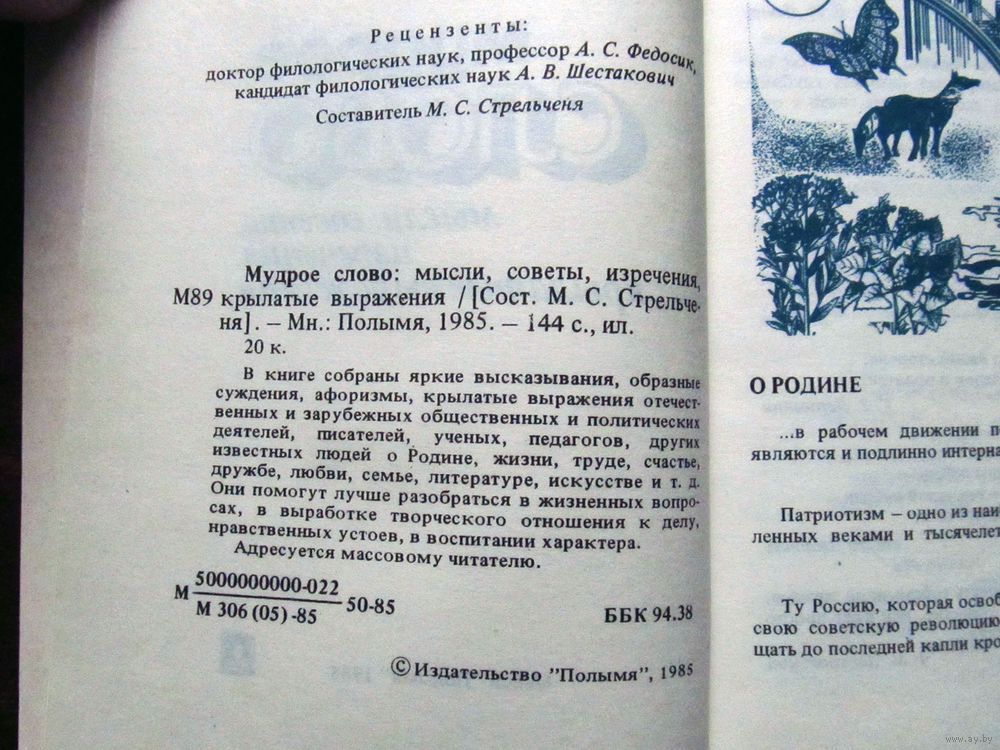 Рецензенты:
доктор филологических наук, профессор А. С. Федосик,
кандидат филологических наук А. В. Шестакович
Составитель М. С. Стрельченя
Мудрое слово: мысли, советы, изречения,
М89 крылатые выражения / [Сост. М. С. Стрельче-
ня]. – Мн.: Полымя, 1985. – 144 с., ил.
20 к.
В книге собраны яркие высказывания, образные
суждения, афоризмы, крылатые выражения отечест-
венных и зарубежных общественных и политических
деятелей, писателей, ученых, педагогов, других
известных людей о Родине, жизни, труде, счастье,
дружбе, любви, семье, литературе, искусстве и т. д.
Они помогут лучше разобраться в жизненных вопро-
сах, в выработке творческого отношения к делу,
нравственных устоев, в воспитании характера.
Адресуется массовому читателю.
М 5000000000-022
М 306 (05) -85
50-85
ББК 94.38
© Издательство "Полымя", 1985
О РОДИНЕ
...в рабочем движении
являются и подлинно
Патриотизм – одно из
ленных веками и
Ту Россию, которая
свою советскую революцию
щать до последней капли
www.ay.by